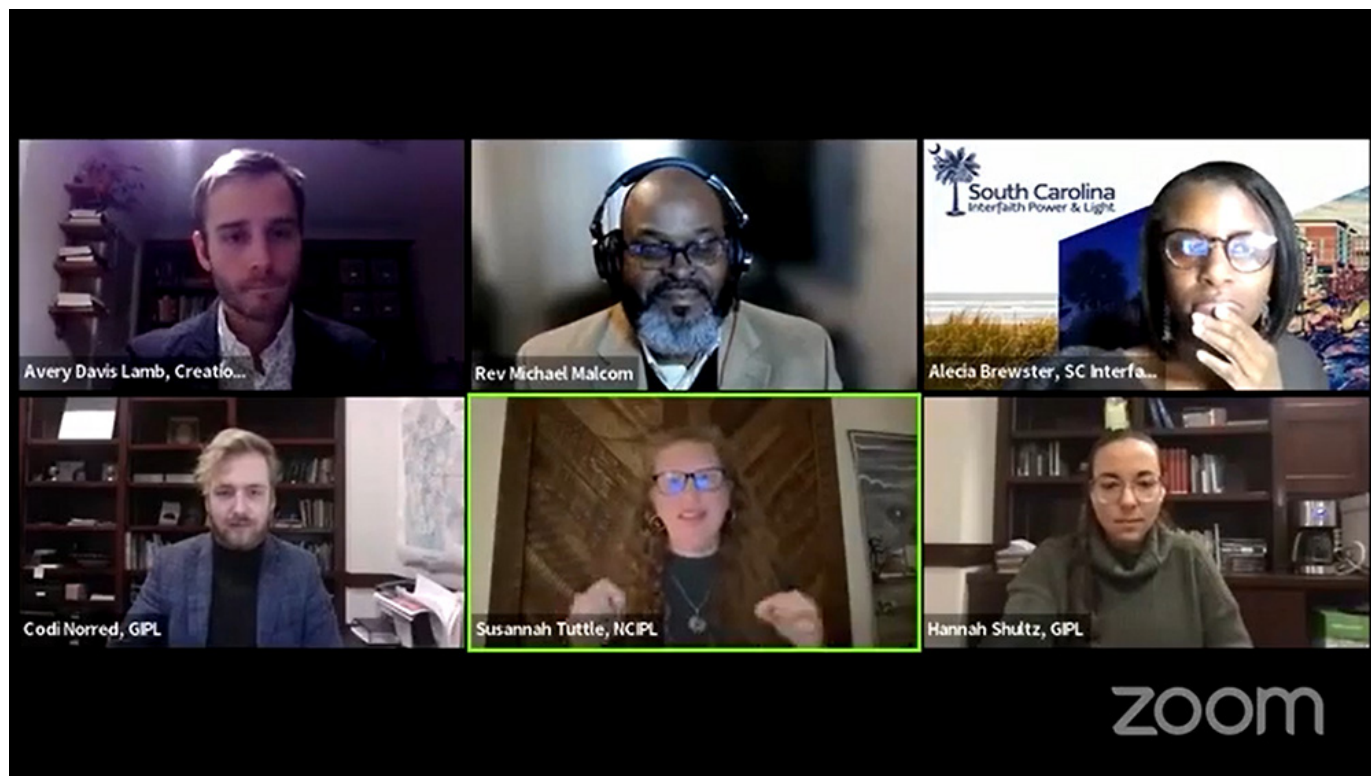 South Carolina
Interfaith Power & Light
Avery Davis Lamb, Creatio...
Rev Michael Malcom
Alecia Brewster, SC Interfa...
Codi Norred, GIPL
Susannah Tuttle, NCIPL
Hannah Shultz, GIPL
zoom